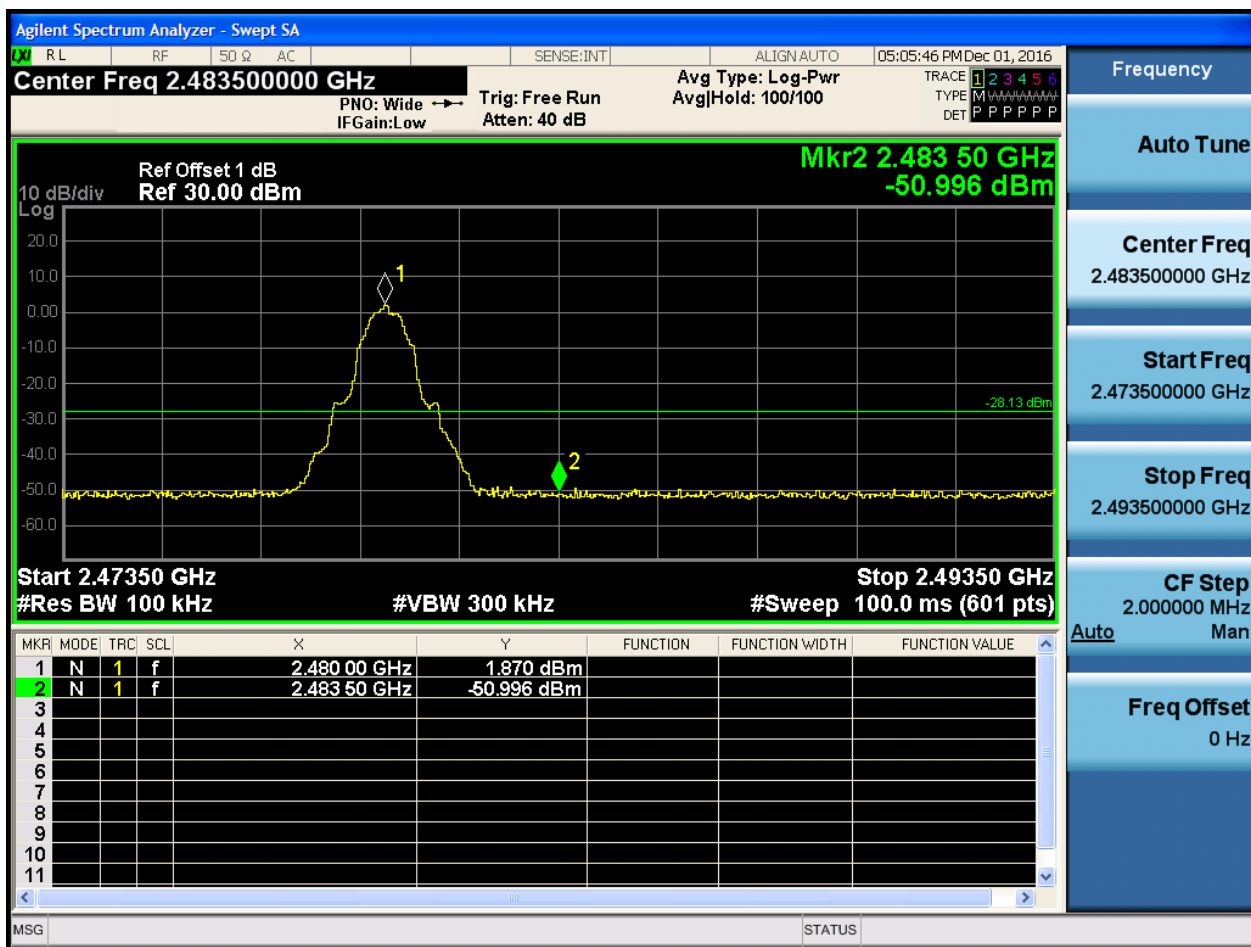 Agilent Spectrum Analyzer - Swept SA
LXI RL RF 50 Ω AC SENSE:INT ALIGN AUTO 05:05:46 PM Dec 01, 2016
Center Freq 2.483500000 GHz
PNO: Wide
IFGain:Low
Trig: Free Run
Atten: 40 dB
Avg Type: Log-Pwr
Avg|Hold: 100/100
TRACE 1 2 3 4 5 6
TYPE M
DET P P P P P P
Mkr2 2.483 50 GHz
-50.996 dBm
Ref Offset 1 dB
10 dB/div Ref 30.00 dBm
Log
20.0
10.0
0.00
-10.0
-20.0
-30.0
-40.0
-50.0
-60.0
1
-28.13 dBm
2
Start 2.47350 GHz Stop 2.49350 GHz
#Res BW 100 kHz #VBW 300 kHz #Sweep 100.0 ms (601 pts)
MKR MODE TRC SCL X Y FUNCTION FUNCTION WIDTH FUNCTION VALUE
1 N 1 f 2.480 00 GHz 1.870 dBm
2 N 1 f 2.483 50 GHz -50.996 dBm
3
4
5
6
7
8
9
10
11
MSG STATUS
Frequency
Auto Tune
Center Freq
2.483500000 GHz
Start Freq
2.473500000 GHz
Stop Freq
2.493500000 GHz
CF Step
2.000000 MHz
Auto Man
Freq Offset
0 Hz